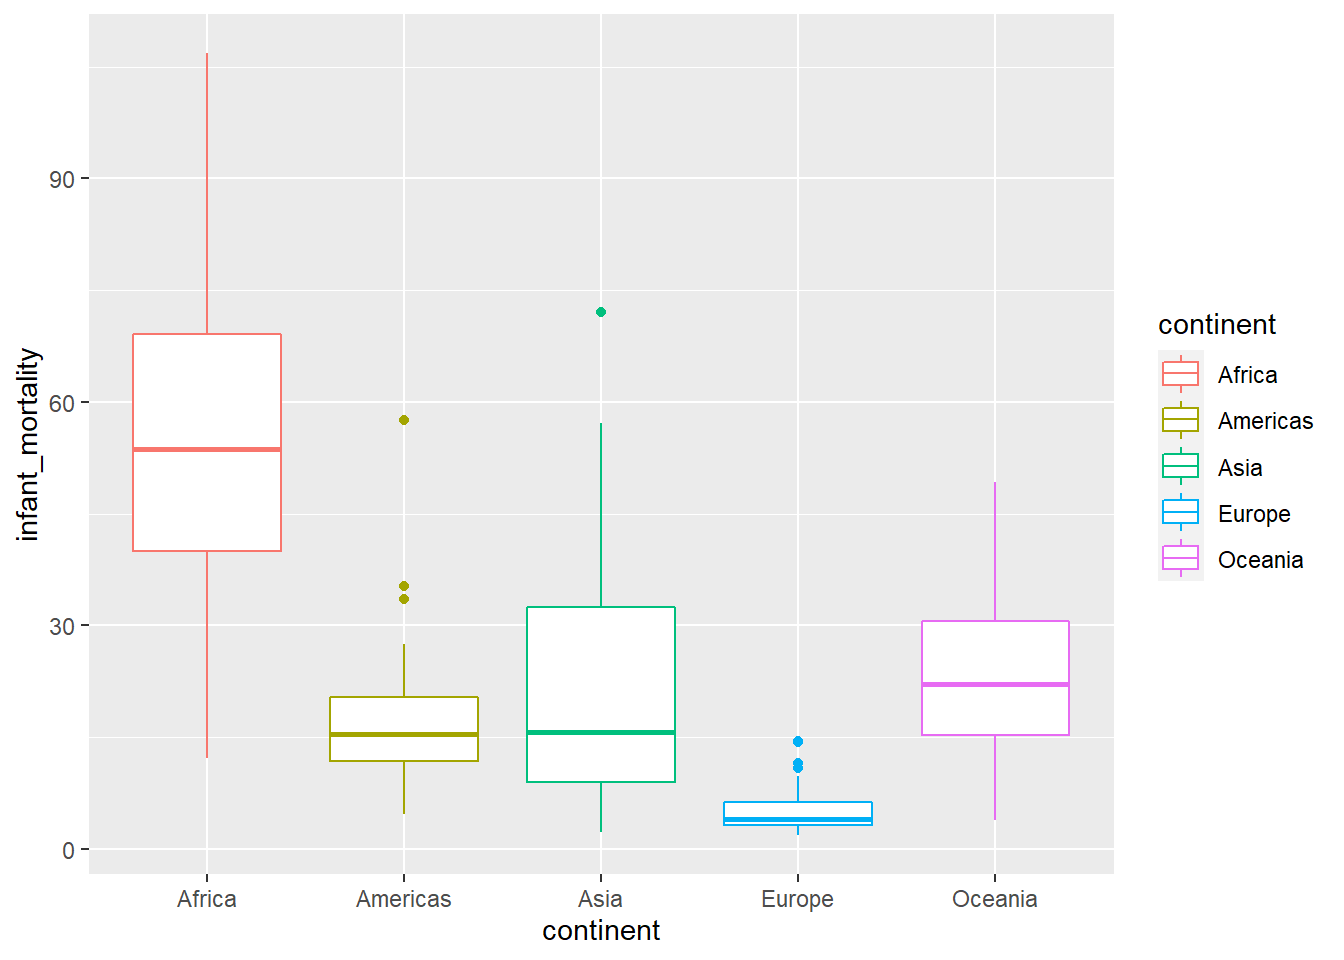 infant_mortality
90
60
30
0
Africa
Americas
Asia
Europe
Oceania
continent
continent
Africa
Americas
Asia
Europe
Oceania